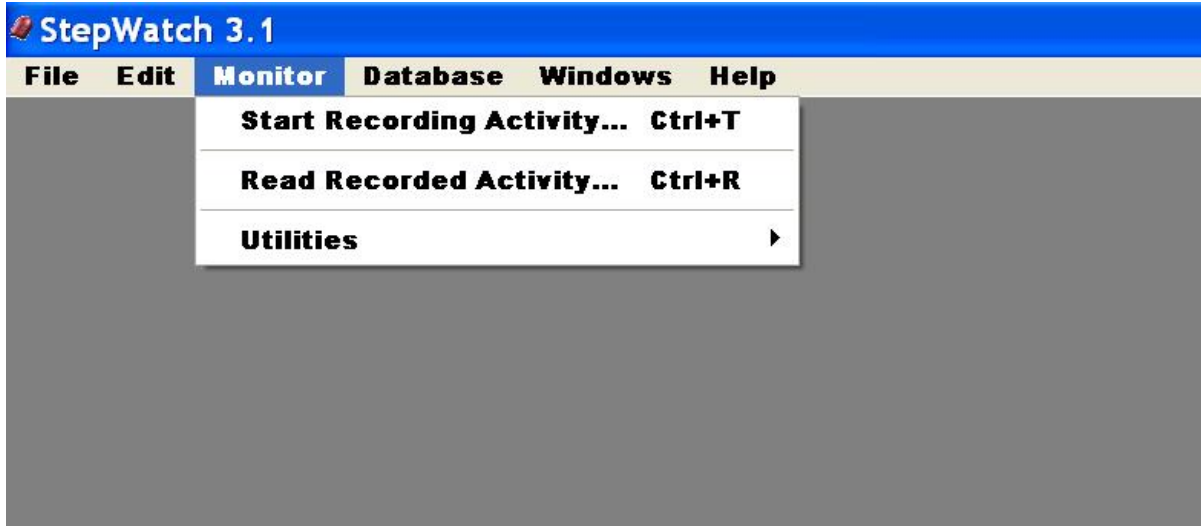 StepWatch 3.1
File Edit Monitor Database Windows Help
Start Recording Activity... Ctrl+T
Read Recorded Activity... Ctrl+R
Utilities